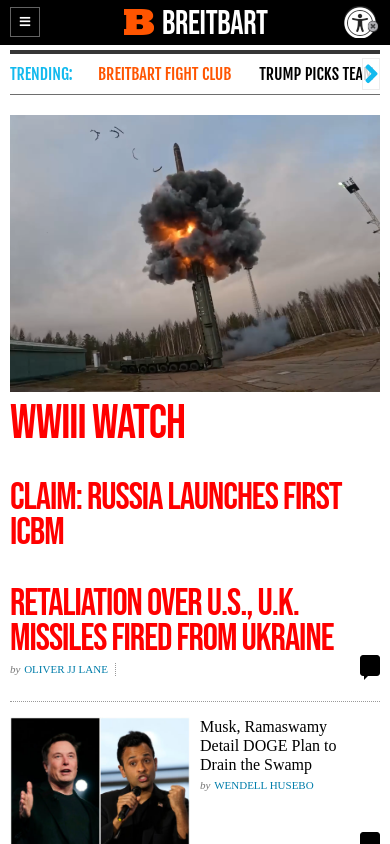 BREITBART
TRENDING: BREITBART FIGHT CLUB TRUMP PICKS TEA
WWIII WATCH
CLAIM: RUSSIA LAUNCHES FIRST
ICBM
RETALIATION OVER U.S., U.K.
MISSILES FIRED FROM UKRAINE
by OLIVER JJ LANE
Musk, Ramaswamy
Detail DOGE Plan to
Drain the Swamp
by WENDELL HUSEBO